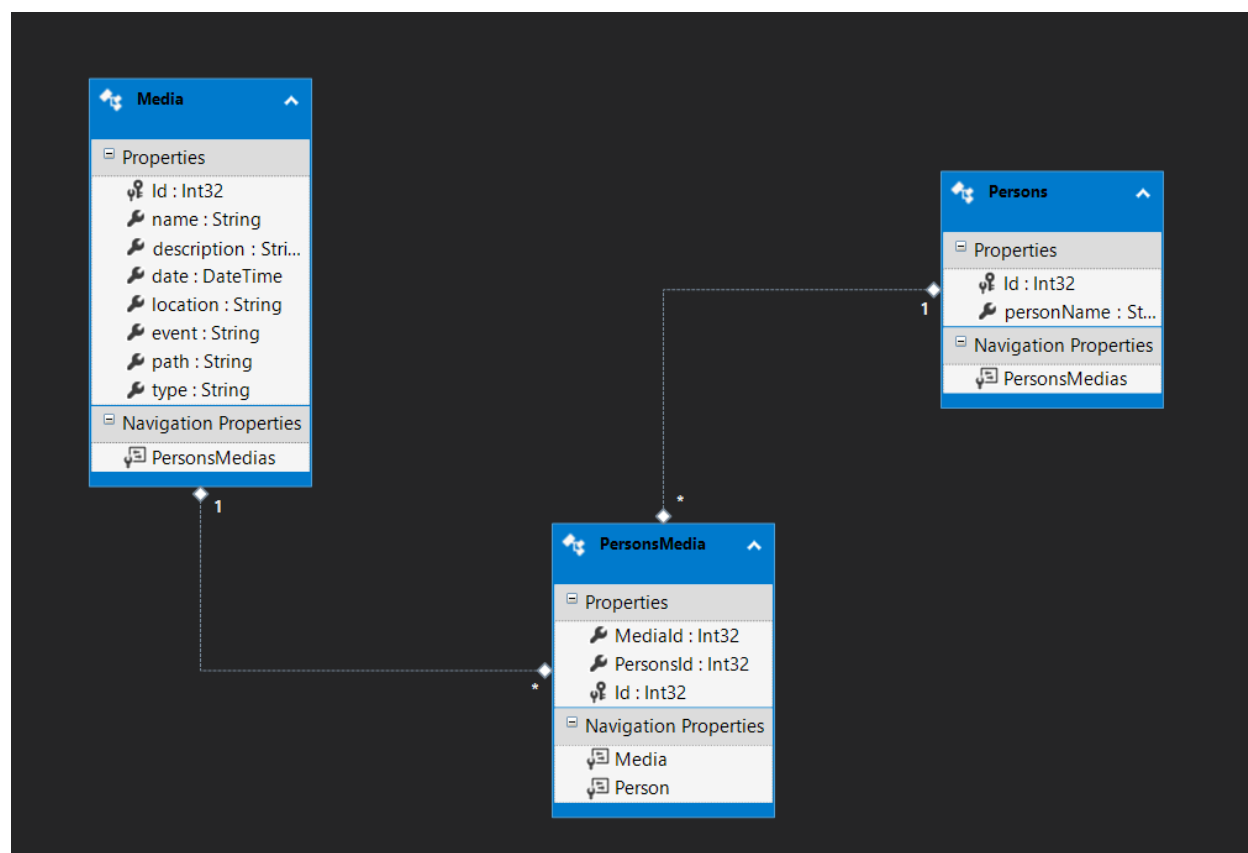 Media
Properties
Id : Int32
name : String
description : Stri...
date : DateTime
location : String
event : String
path : String
type : String
Navigation Properties
PersonsMedias
1
Persons
Properties
Id : Int32
personName : St...
Navigation Properties
PersonsMedias
1
*
PersonsMedia
Properties
MediaId : Int32
PersonsId : Int32
Id : Int32
Navigation Properties
Media
Person
*